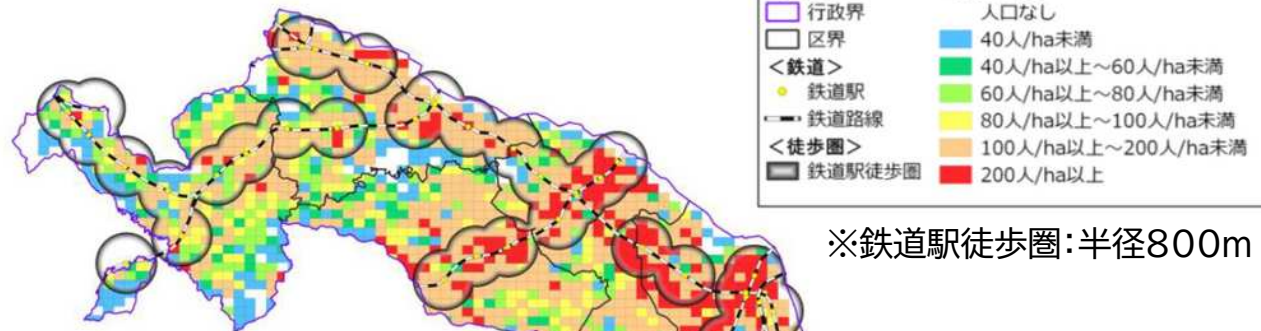 行政界
人口なし
区界
40人/ha未満
＜鉄道＞
40人/ha以上～60人/ha未満
鉄道駅
60人/ha以上～80人/ha未満
鉄道路線
80人/ha以上～100人/ha未満
＜徒歩圏＞
100人/ha以上～200人/ha未満
鉄道駅徒歩圏
200人/ha以上
※鉄道駅徒歩圏:半径800m